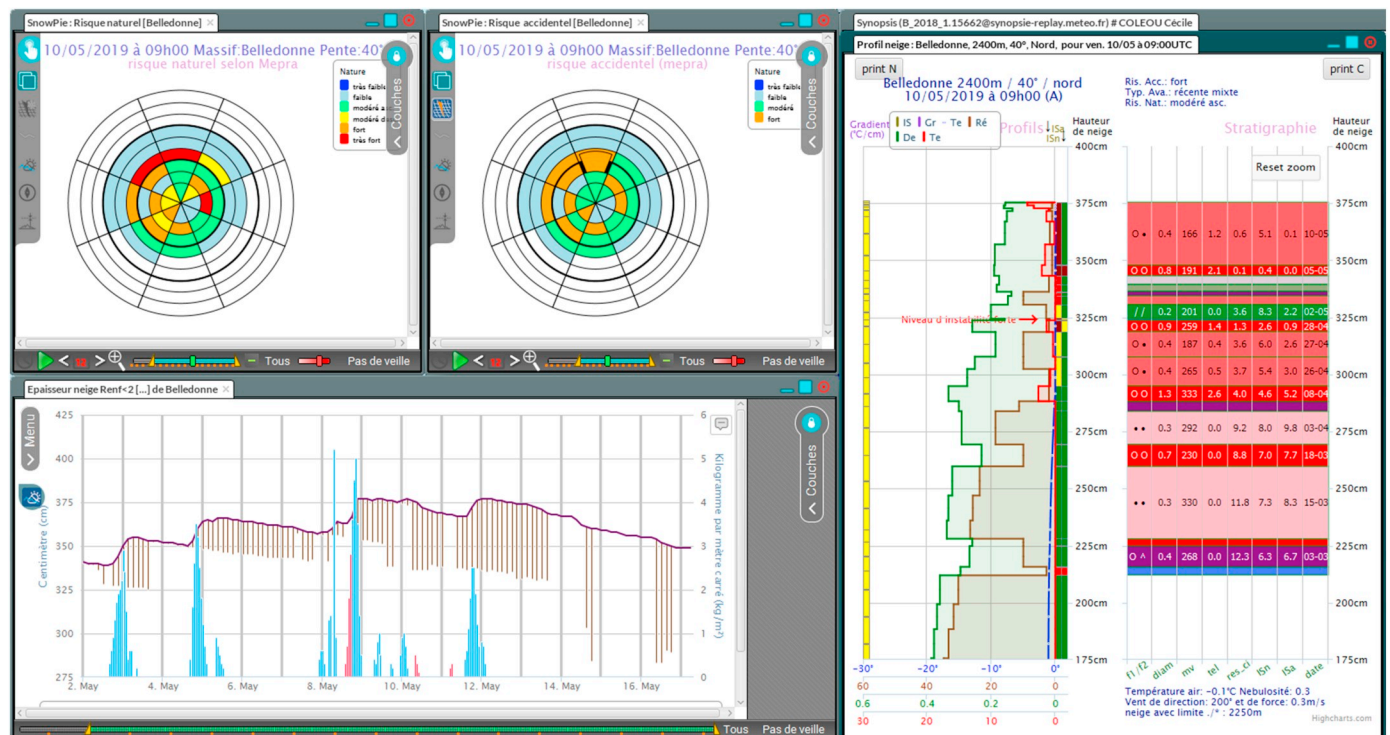 SnowPie : Risque naturel [Belledonne] ×
10/05/2019 à 09h00 Massif:Belledonne Pente:40°
risque naturel selon Mepra
Nature
très faible
faible
modéré asc
modéré d
fort
très fort
Couches
Tous
Pas de veille
SnowPie : Risque accidentel [Belledonne] ×
10/05/2019 à 09h00 Massif:Belledonne Pente:40°
risque accidentel (mepra)
Nature
très faible
faible
modéré
fort
Couches
Tous
Pas de veille
Epaisseur neige Renf<2 [...] de Belledonne ×
Menu
Centimètre (cm)
425
400
375
350
325
300
275
2. May 4. May 6. May 8. May 10. May 12. May 14. May 16. May
6
5
4
3
2
1
0
Kilogramme par mètre carré (kg/m²)
Couches
Tous Pas de veille
Synopsis (B_2018_1.15662@synopsie-replay.meteo.fr) # COLEOU Cécile
Profil neige : Belledonne, 2400m, 40°, Nord, pour ven. 10/05 à 09:00UTC
print N
print C
Belledonne 2400m / 40° / nord
10/05/2019 à 09h00 (A)
Ris. Acc.: fort
Typ. Ava.: récente mixte
Ris. Nat.: modéré asc.
Gradient
(°C/cm)
IS Gr - Te Ré
De Te
Profils
ISa
ISn
Hauteur
de neige
Stratigraphie
Hauteur
de neige
Reset zoom
400cm
375cm
350cm
325cm
300cm
275cm
250cm
225cm
200cm
175cm
Niveau d'instabilité forte →
400cm
375cm
350cm
325cm
300cm
275cm
250cm
225cm
200cm
175cm
O • 0.4 166 1.2 0.6 5.1 0.1 10-05
O O 0.8 191 2.1 0.1 0.4 0.0 05-05
/ / 0.2 201 0.0 3.6 8.3 2.2 02-05
O O 0.9 259 1.4 1.3 2.6 0.9 28-04
O • 0.4 187 0.4 3.6 6.0 2.6 27-04
O • 0.4 265 0.5 3.7 5.4 3.0 26-04
O O 1.3 333 2.6 4.0 4.6 5.2 08-04
• • 0.3 292 0.0 9.2 8.0 9.8 03-04
O O 0.7 230 0.0 8.8 7.0 7.7 18-03
• • 0.3 330 0.0 11.8 7.3 8.3 15-03
O ^ 0.4 268 0.0 12.3 6.3 6.7 03-03
f1/f2 diam mv tel res_ci ISn ISa date
-30° -20° -10° 0°
60 40 20 0
0.6 0.4 0.2 0
30 20 10 0
Température air: -0.1°C Nebulosité: 0.3
Vent de direction: 200° et de force: 0.3m/s
neige avec limite ./* : 2250m
Highcharts.com